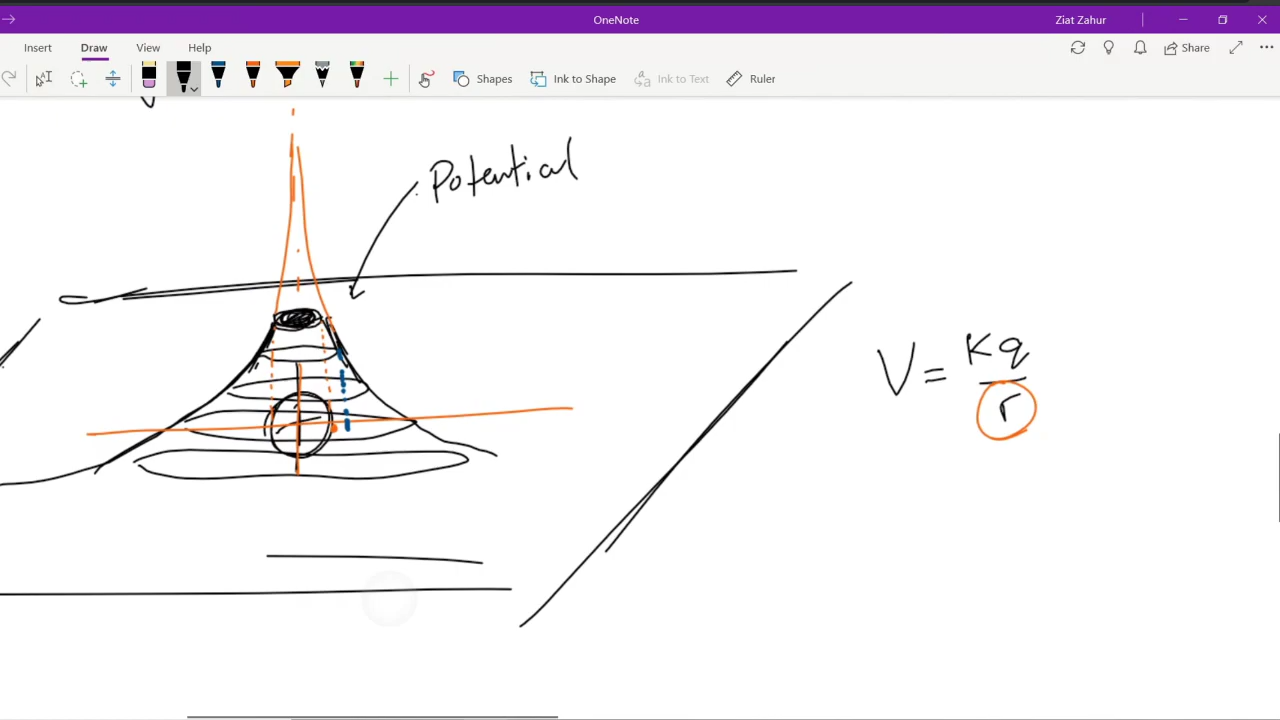 OneNote
Ziat Zahur
Insert
Draw
View
Help
Share
Shapes
Ink to Shape
Ink to Text
Ruler
Potential
V = Kq
r